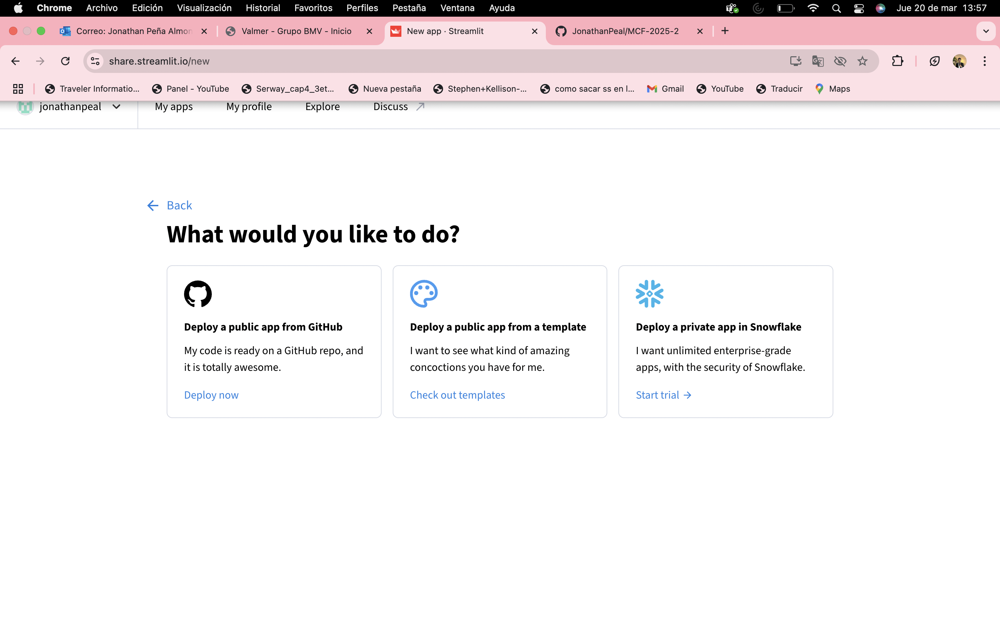 Chrome Archivo Edición Visualización Historial Favoritos Perfiles Pestaña Ventana Ayuda Jue 20 de mar 13:57
Correo: Jonathan Peña Almon Valmer - Grupo BMV - Inicio New app · Streamlit JonathanPeal/MCF-2025-2
share.streamlit.io/new
Traveler Informatio... Panel - YouTube Serway_cap4_3et... Nueva pestaña Stephen+Kellison-... como sacar ss en l... Gmail YouTube Traducir Maps
jonathanpeal My apps My profile Explore Discuss
Back
What would you like to do?
Deploy a public app from GitHub
My code is ready on a GitHub repo, and
it is totally awesome.
Deploy now
Deploy a public app from a template
I want to see what kind of amazing
concoctions you have for me.
Check out templates
Deploy a private app in Snowflake
I want unlimited enterprise-grade
apps, with the security of Snowflake.
Start trial →